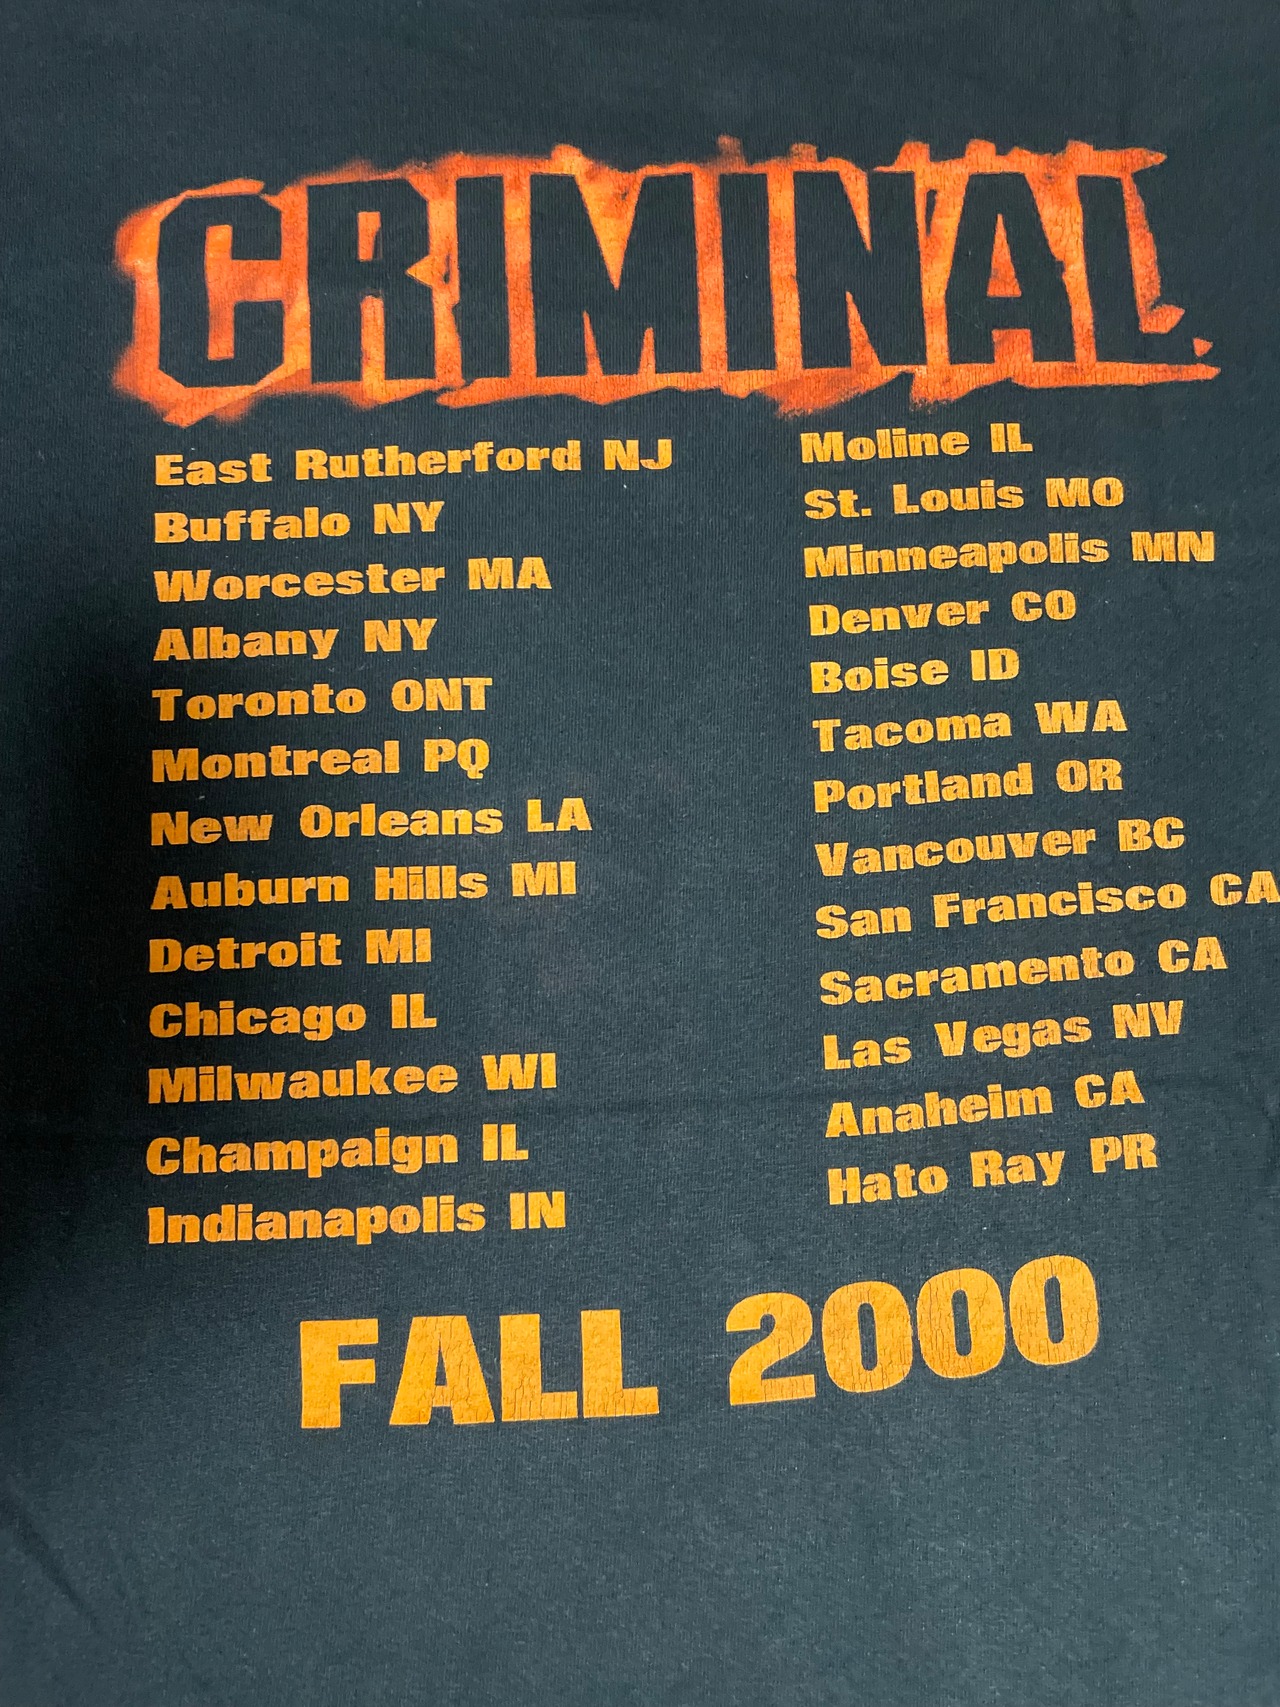 CRIMINAL
East Rutherford NJ
Buffalo NY
Worcester MA
Albany NY
Toronto ONT
Montreal PQ
New Orleans LA
Auburn Hills MI
Detroit MI
Chicago IL
Milwaukee WI
Champaign IL
Indianapolis IN
Moline IL
St. Louis MO
Minneapolis MN
Denver CO
Boise ID
Tacoma WA
Portland OR
Vancouver BC
San Francisco CA
Sacramento CA
Las Vegas NV
Anaheim CA
Hato Ray PR
FALL 2000